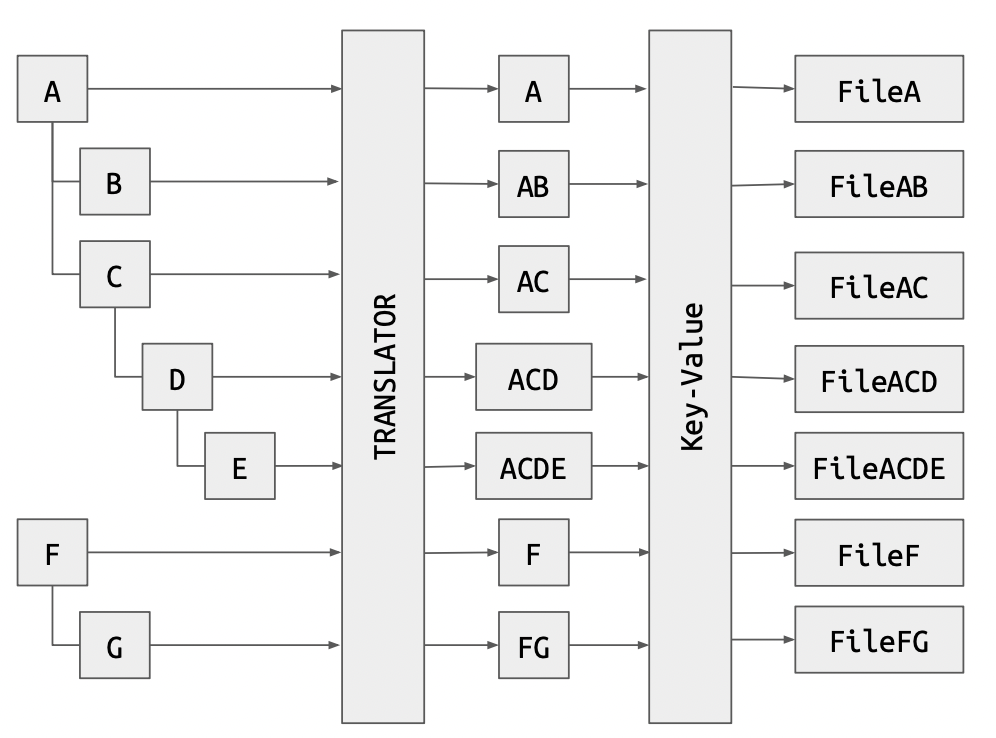 A
B
C
D
E
F
G
TRANSLATOR
A
AB
AC
ACD
ACDE
F
FG
Key-Value
FileA
FileAB
FileAC
FileACD
FileACDE
FileF
FileFG